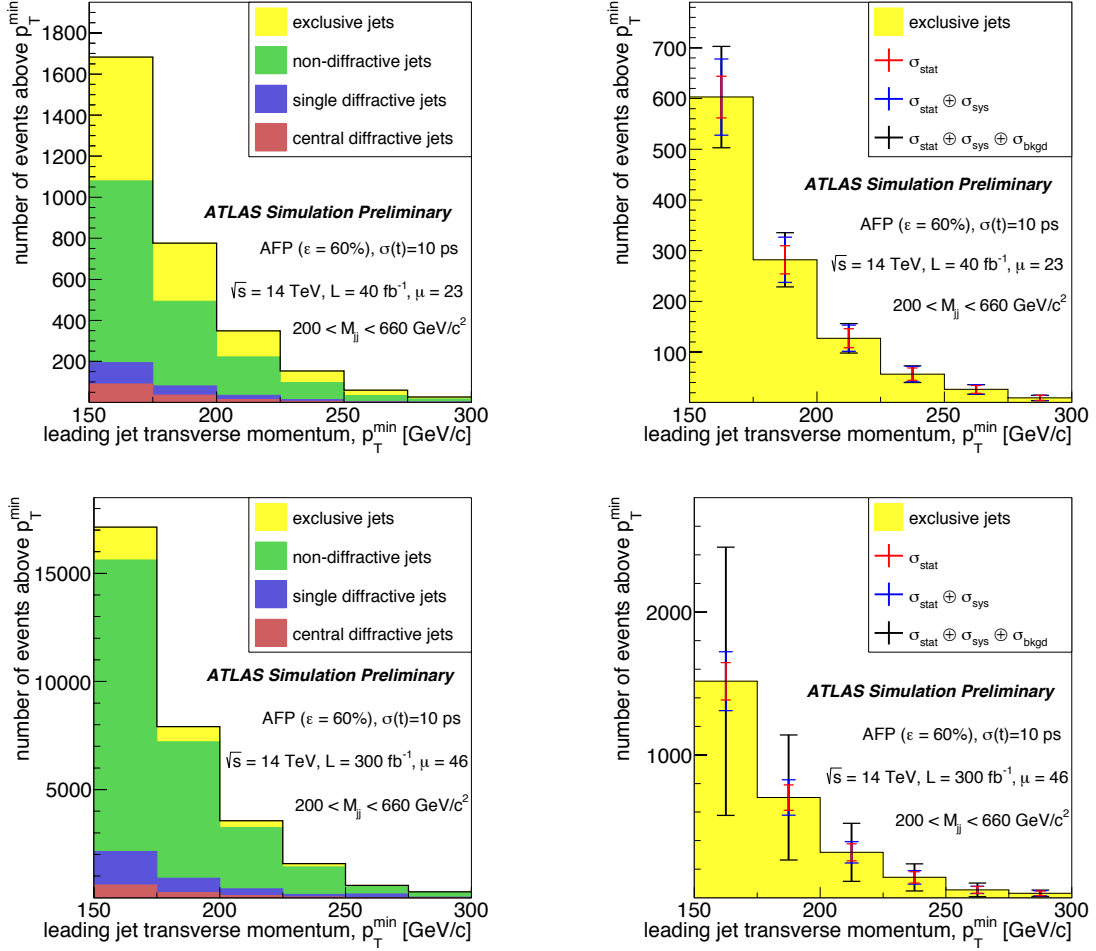 number of events above p_T^min
1800
1600
1400
1200
1000
800
600
400
200
exclusive jets
non-diffractive jets
single diffractive jets
central diffractive jets
ATLAS Simulation Preliminary
AFP (ε = 60%), σ(t)=10 ps
√s = 14 TeV, L = 40 fb⁻¹, μ = 23
200 < M_jj < 660 GeV/c²
150 200 250 300
leading jet transverse momentum, p_T^min [GeV/c]
number of events above p_T^min
700
600
500
400
300
200
100
exclusive jets
σ_stat
σ_stat ⊕ σ_sys
σ_stat ⊕ σ_sys ⊕ σ_bkgd
ATLAS Simulation Preliminary
AFP (ε = 60%), σ(t)=10 ps
√s = 14 TeV, L = 40 fb⁻¹, μ = 23
200 < M_jj < 660 GeV/c²
150 200 250 300
leading jet transverse momentum, p_T^min [GeV/c]
number of events above p_T^min
15000
10000
5000
exclusive jets
non-diffractive jets
single diffractive jets
central diffractive jets
ATLAS Simulation Preliminary
AFP (ε = 60%), σ(t)=10 ps
√s = 14 TeV, L = 300 fb⁻¹, μ = 46
200 < M_jj < 660 GeV/c²
150 200 250 300
leading jet transverse momentum, p_T^min [GeV/c]
number of events above p_T^min
2000
1000
exclusive jets
σ_stat
σ_stat ⊕ σ_sys
σ_stat ⊕ σ_sys ⊕ σ_bkgd
ATLAS Simulation Preliminary
AFP (ε = 60%), σ(t)=10 ps
√s = 14 TeV, L = 300 fb⁻¹, μ = 46
200 < M_jj < 660 GeV/c²
150 200 250 300
leading jet transverse momentum, p_T^min [GeV/c]